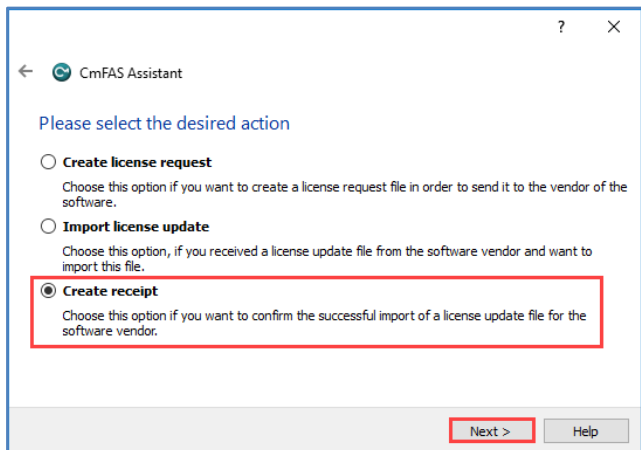 ?
CmFAS Assistant
Please select the desired action
Create license request
Choose this option if you want to create a license request file in order to send it to the vendor of the
software.
Import license update
Choose this option, if you received a license update file from the software vendor and want to
import this file.
Create receipt
Choose this option if you want to confirm the successful import of a license update file for the
software vendor.
Next > Help